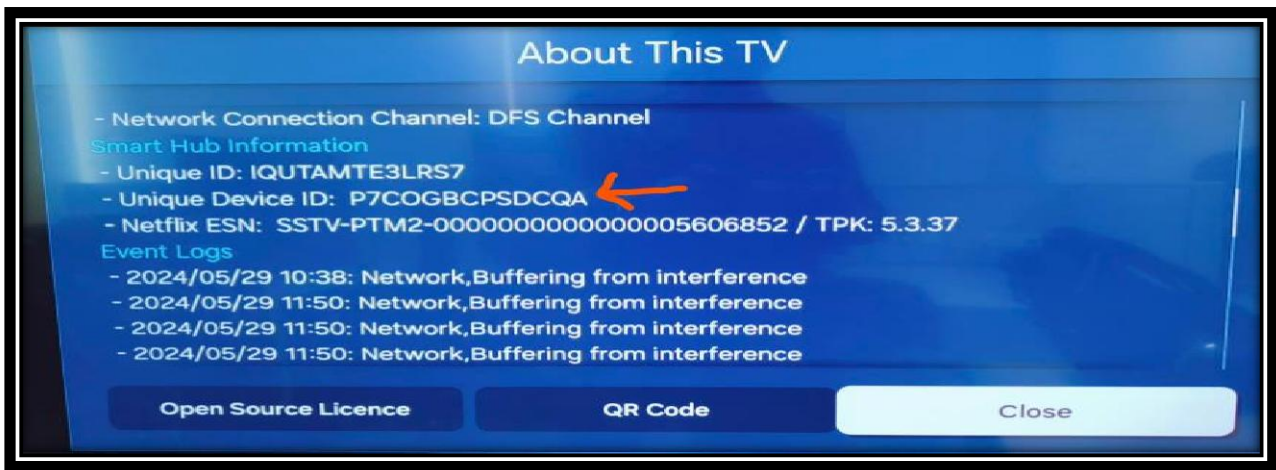 About This TV
- Network Connection Channel: DFS Channel
Smart Hub Information
- Unique ID: IQUTAMTE3LRS7
- Unique Device ID: P7COGBCPSDCQA
- Netflix ESN: SSTV-PTM2-0000000000000005606852 / TPK: 5.3.37
Event Logs
- 2024/05/29 10:38: Network,Buffering from interference
- 2024/05/29 11:50: Network,Buffering from interference
- 2024/05/29 11:50: Network,Buffering from interference
- 2024/05/29 11:50: Network,Buffering from interference
Open Source Licence
QR Code
Close